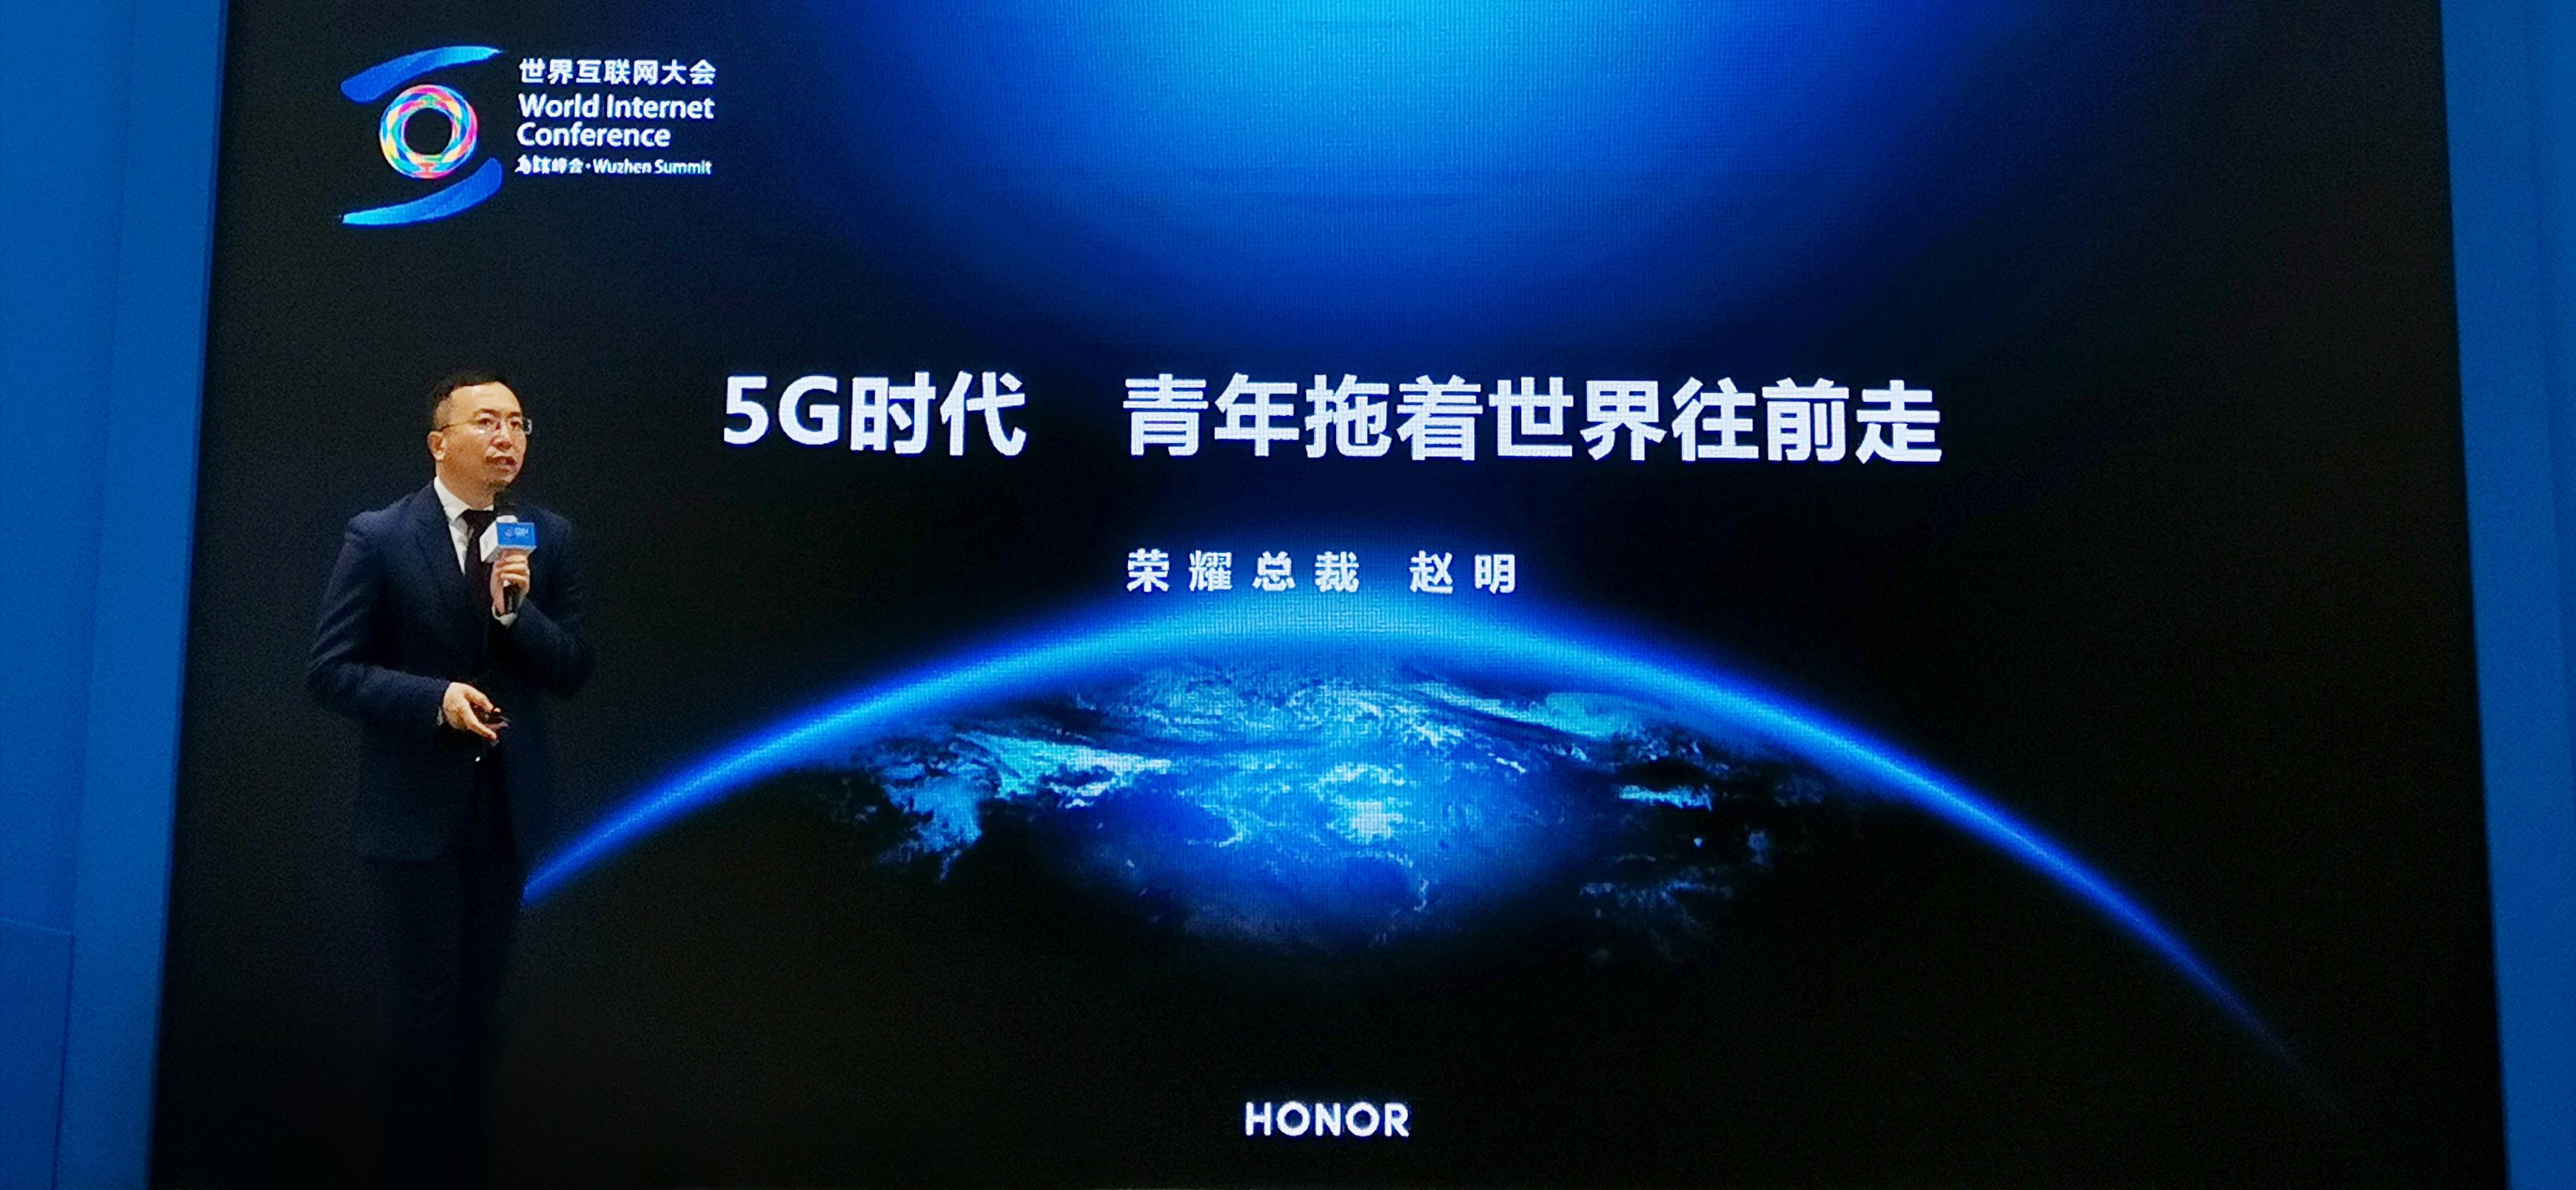 世界互联网大会
World Internet
Conference
乌镇峰会·Wuzhen Summit
5G时代 青年拖着世界往前走
荣耀总裁 赵明
HONOR